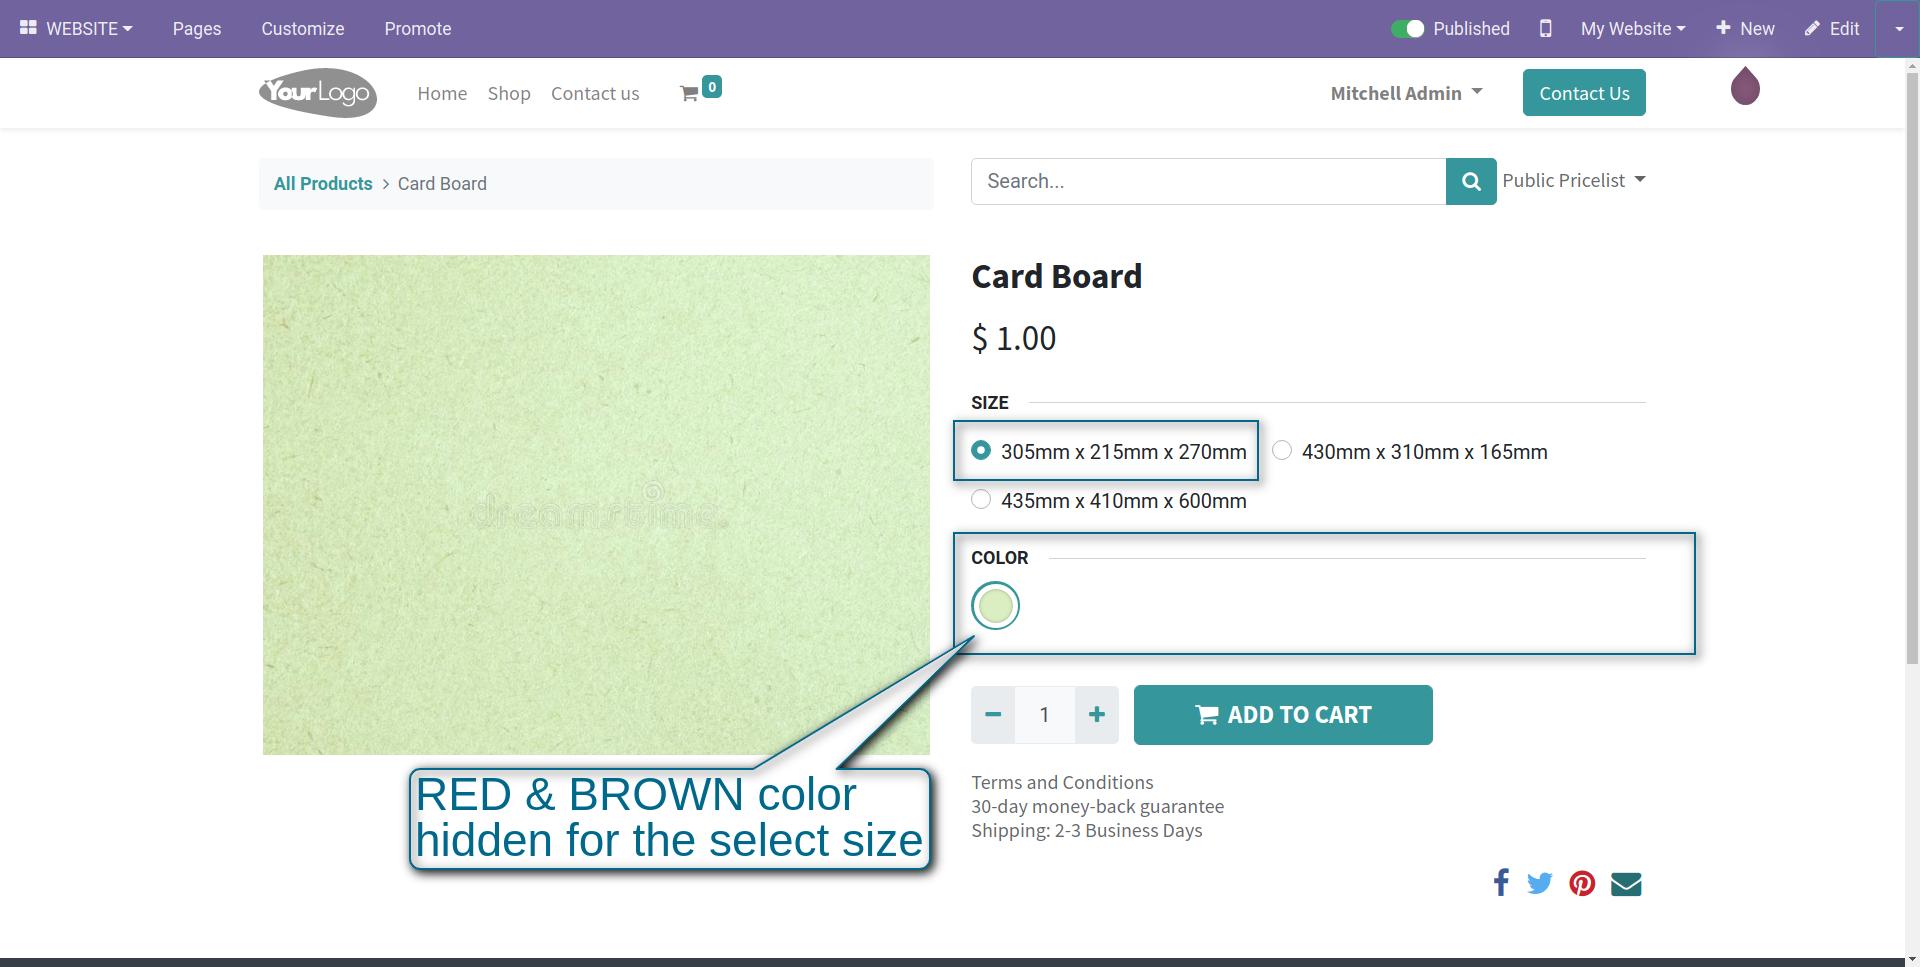 WEBSITE Pages Customize Promote Published My Website New Edit
YourLogo Home Shop Contact us 0 Mitchell Admin Contact Us
All Products > Card Board
Search... Public Pricelist
Card Board
$ 1.00
SIZE
305mm x 215mm x 270mm 430mm x 310mm x 165mm
435mm x 410mm x 600mm
dreamstime.
COLOR
1 ADD TO CART
RED & BROWN color
hidden for the select size
Terms and Conditions
30-day money-back guarantee
Shipping: 2-3 Business Days